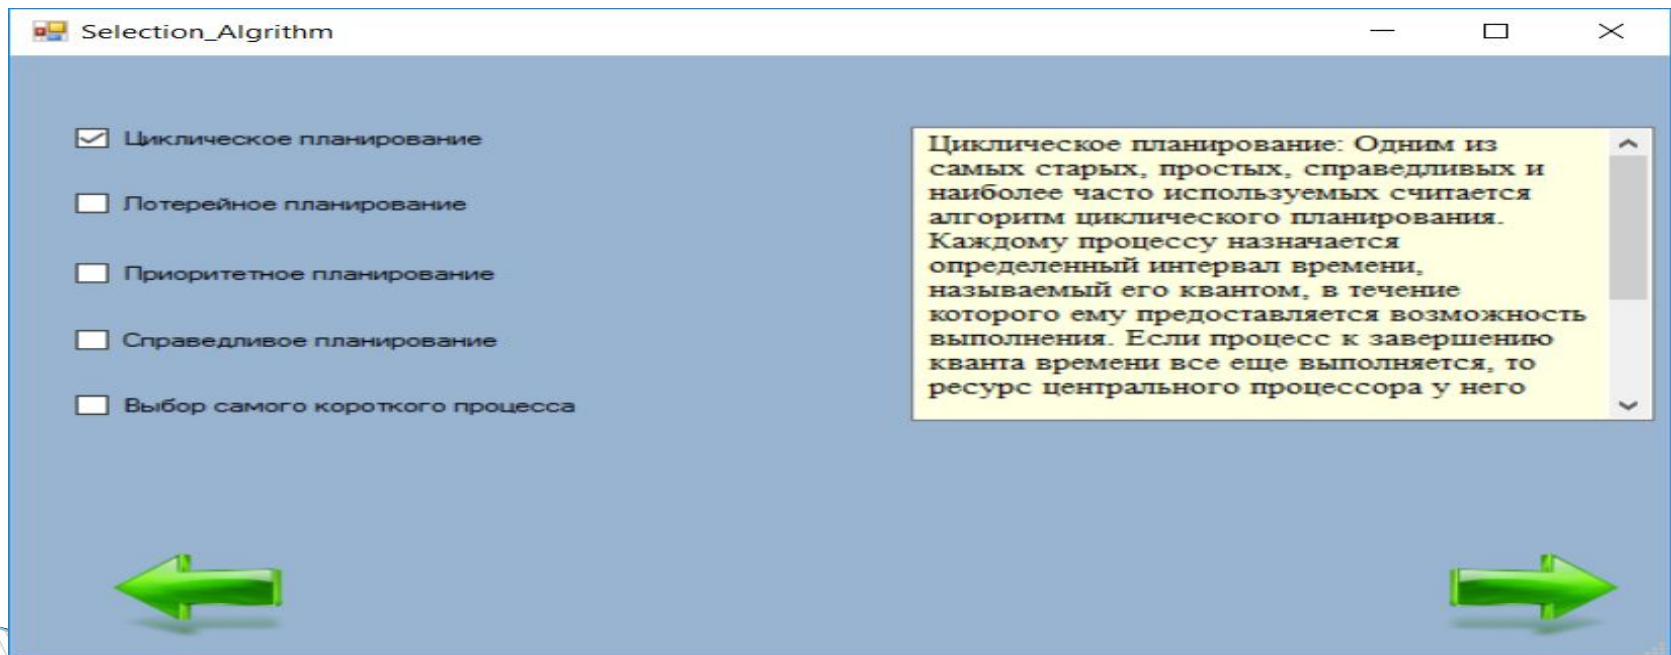 Selection_Algrithm
Циклическое планирование
Лотерейное планирование
Приоритетное планирование
Справедливое планирование
Выбор самого короткого процесса
Циклическое планирование: Одним из
самых старых, простых, справедливых и
наиболее часто используемых считается
алгоритм циклического планирования.
Каждому процессу назначается
определенный интервал времени,
называемый его квантом, в течение
которого ему предоставляется возможность
выполнения. Если процесс к завершению
кванта времени все еще выполняется, то
ресурс центрального процессора у него